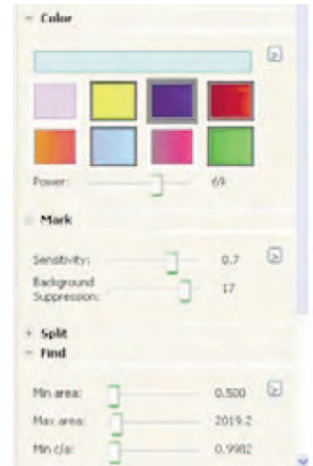 Color
Power: 69
Mark
Sensitivity: 0.7
Background
Suppression: 17
Split
Find
Min area: 0.500
Max area: 2019.2
Min c/a: 0.9982